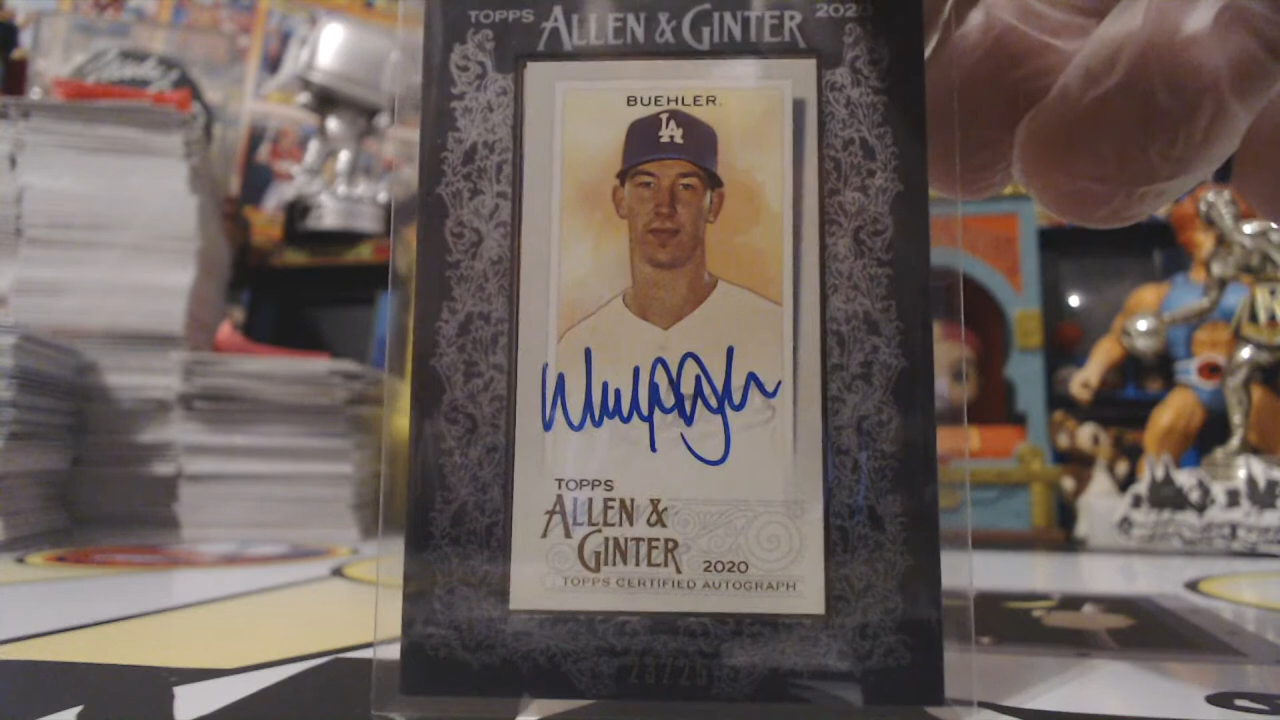 TOPPS ALLEN & GINTER 2020
BUEHLER.
LA
TOPPS
ALLEN &
GINTER 2020
TOPPS CERTIFIED AUTOGRAPH
23/25